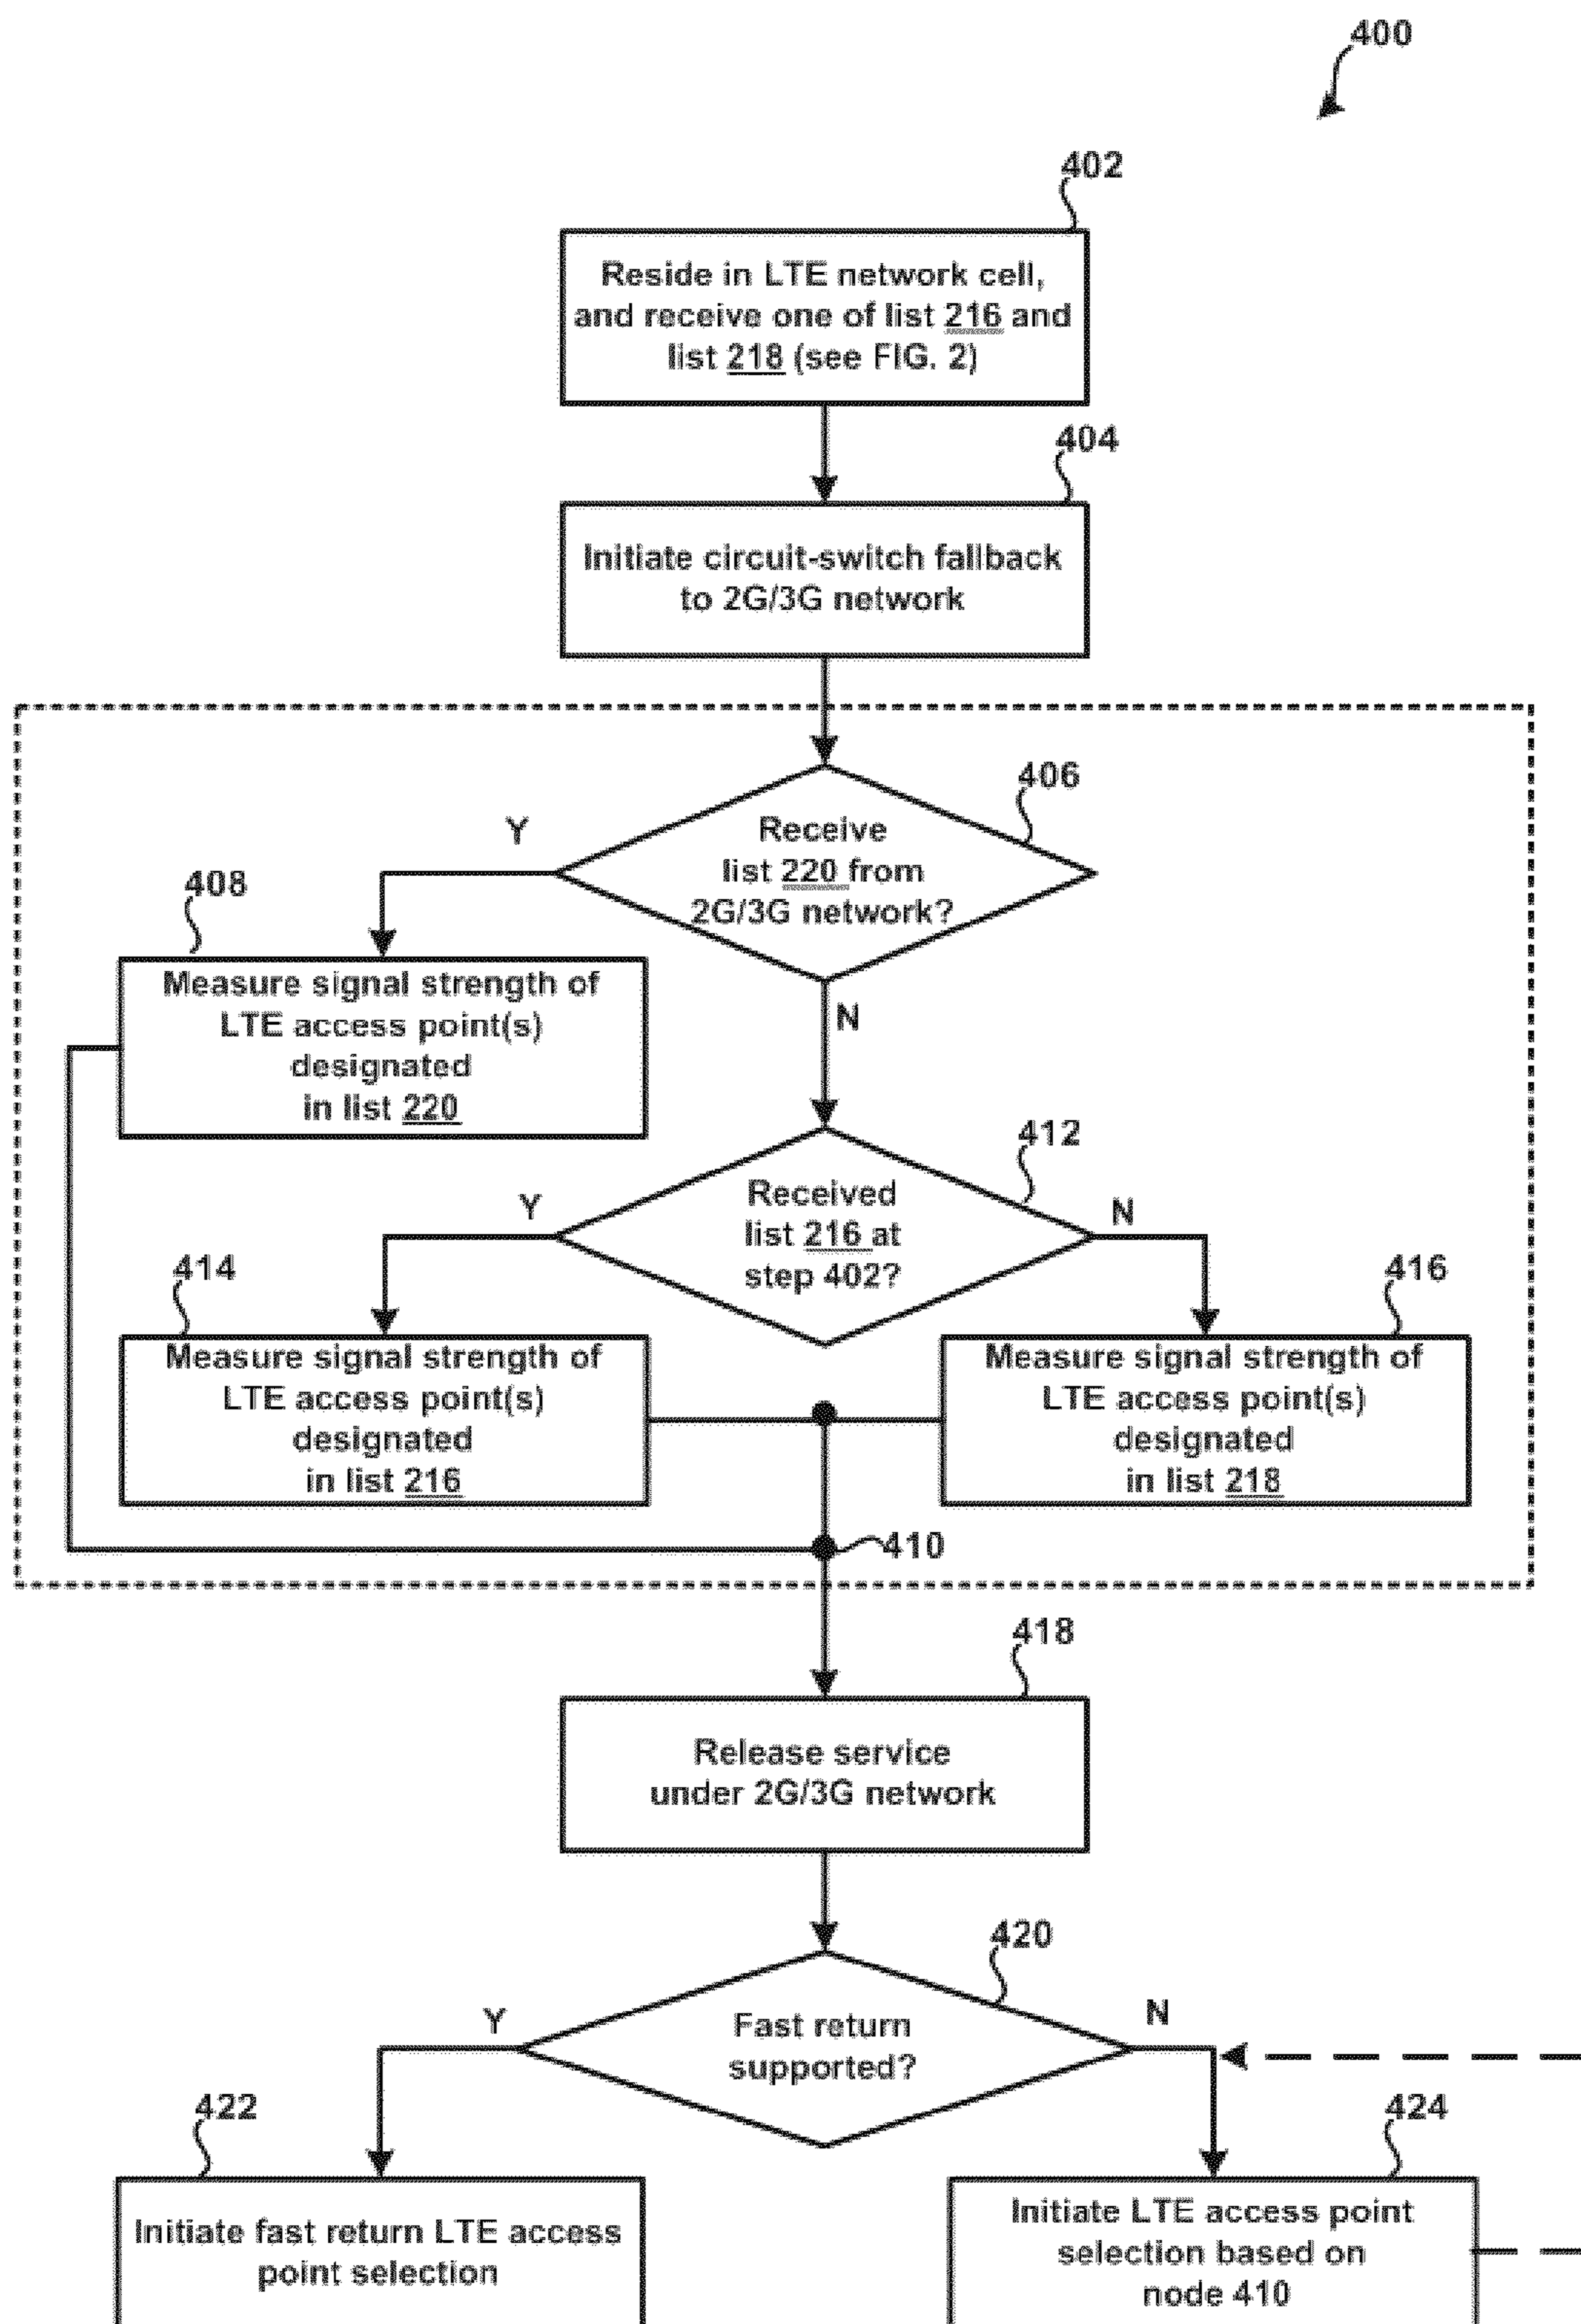 400
402
Reside in LTE network cell,
and receive one of list 216 and
list 218 (see FIG. 2)
404
Initiate circuit-switch fallback
to 2G/3G network
406
Y
Receive
list 220 from
2G/3G network?
408
N
Measure signal strength of
LTE access point(s)
designated
in list 220
412
Y
Received
list 216 at
step 402?
N
414
416
Measure signal strength of
LTE access point(s)
designated
in list 216
Measure signal strength of
LTE access point(s)
designated
in list 218
410
418
Release service
under 2G/3G network
420
Y
Fast return
supported?
N
422
424
Initiate fast return LTE access
point selection
Initiate LTE access point
selection based on
node 410